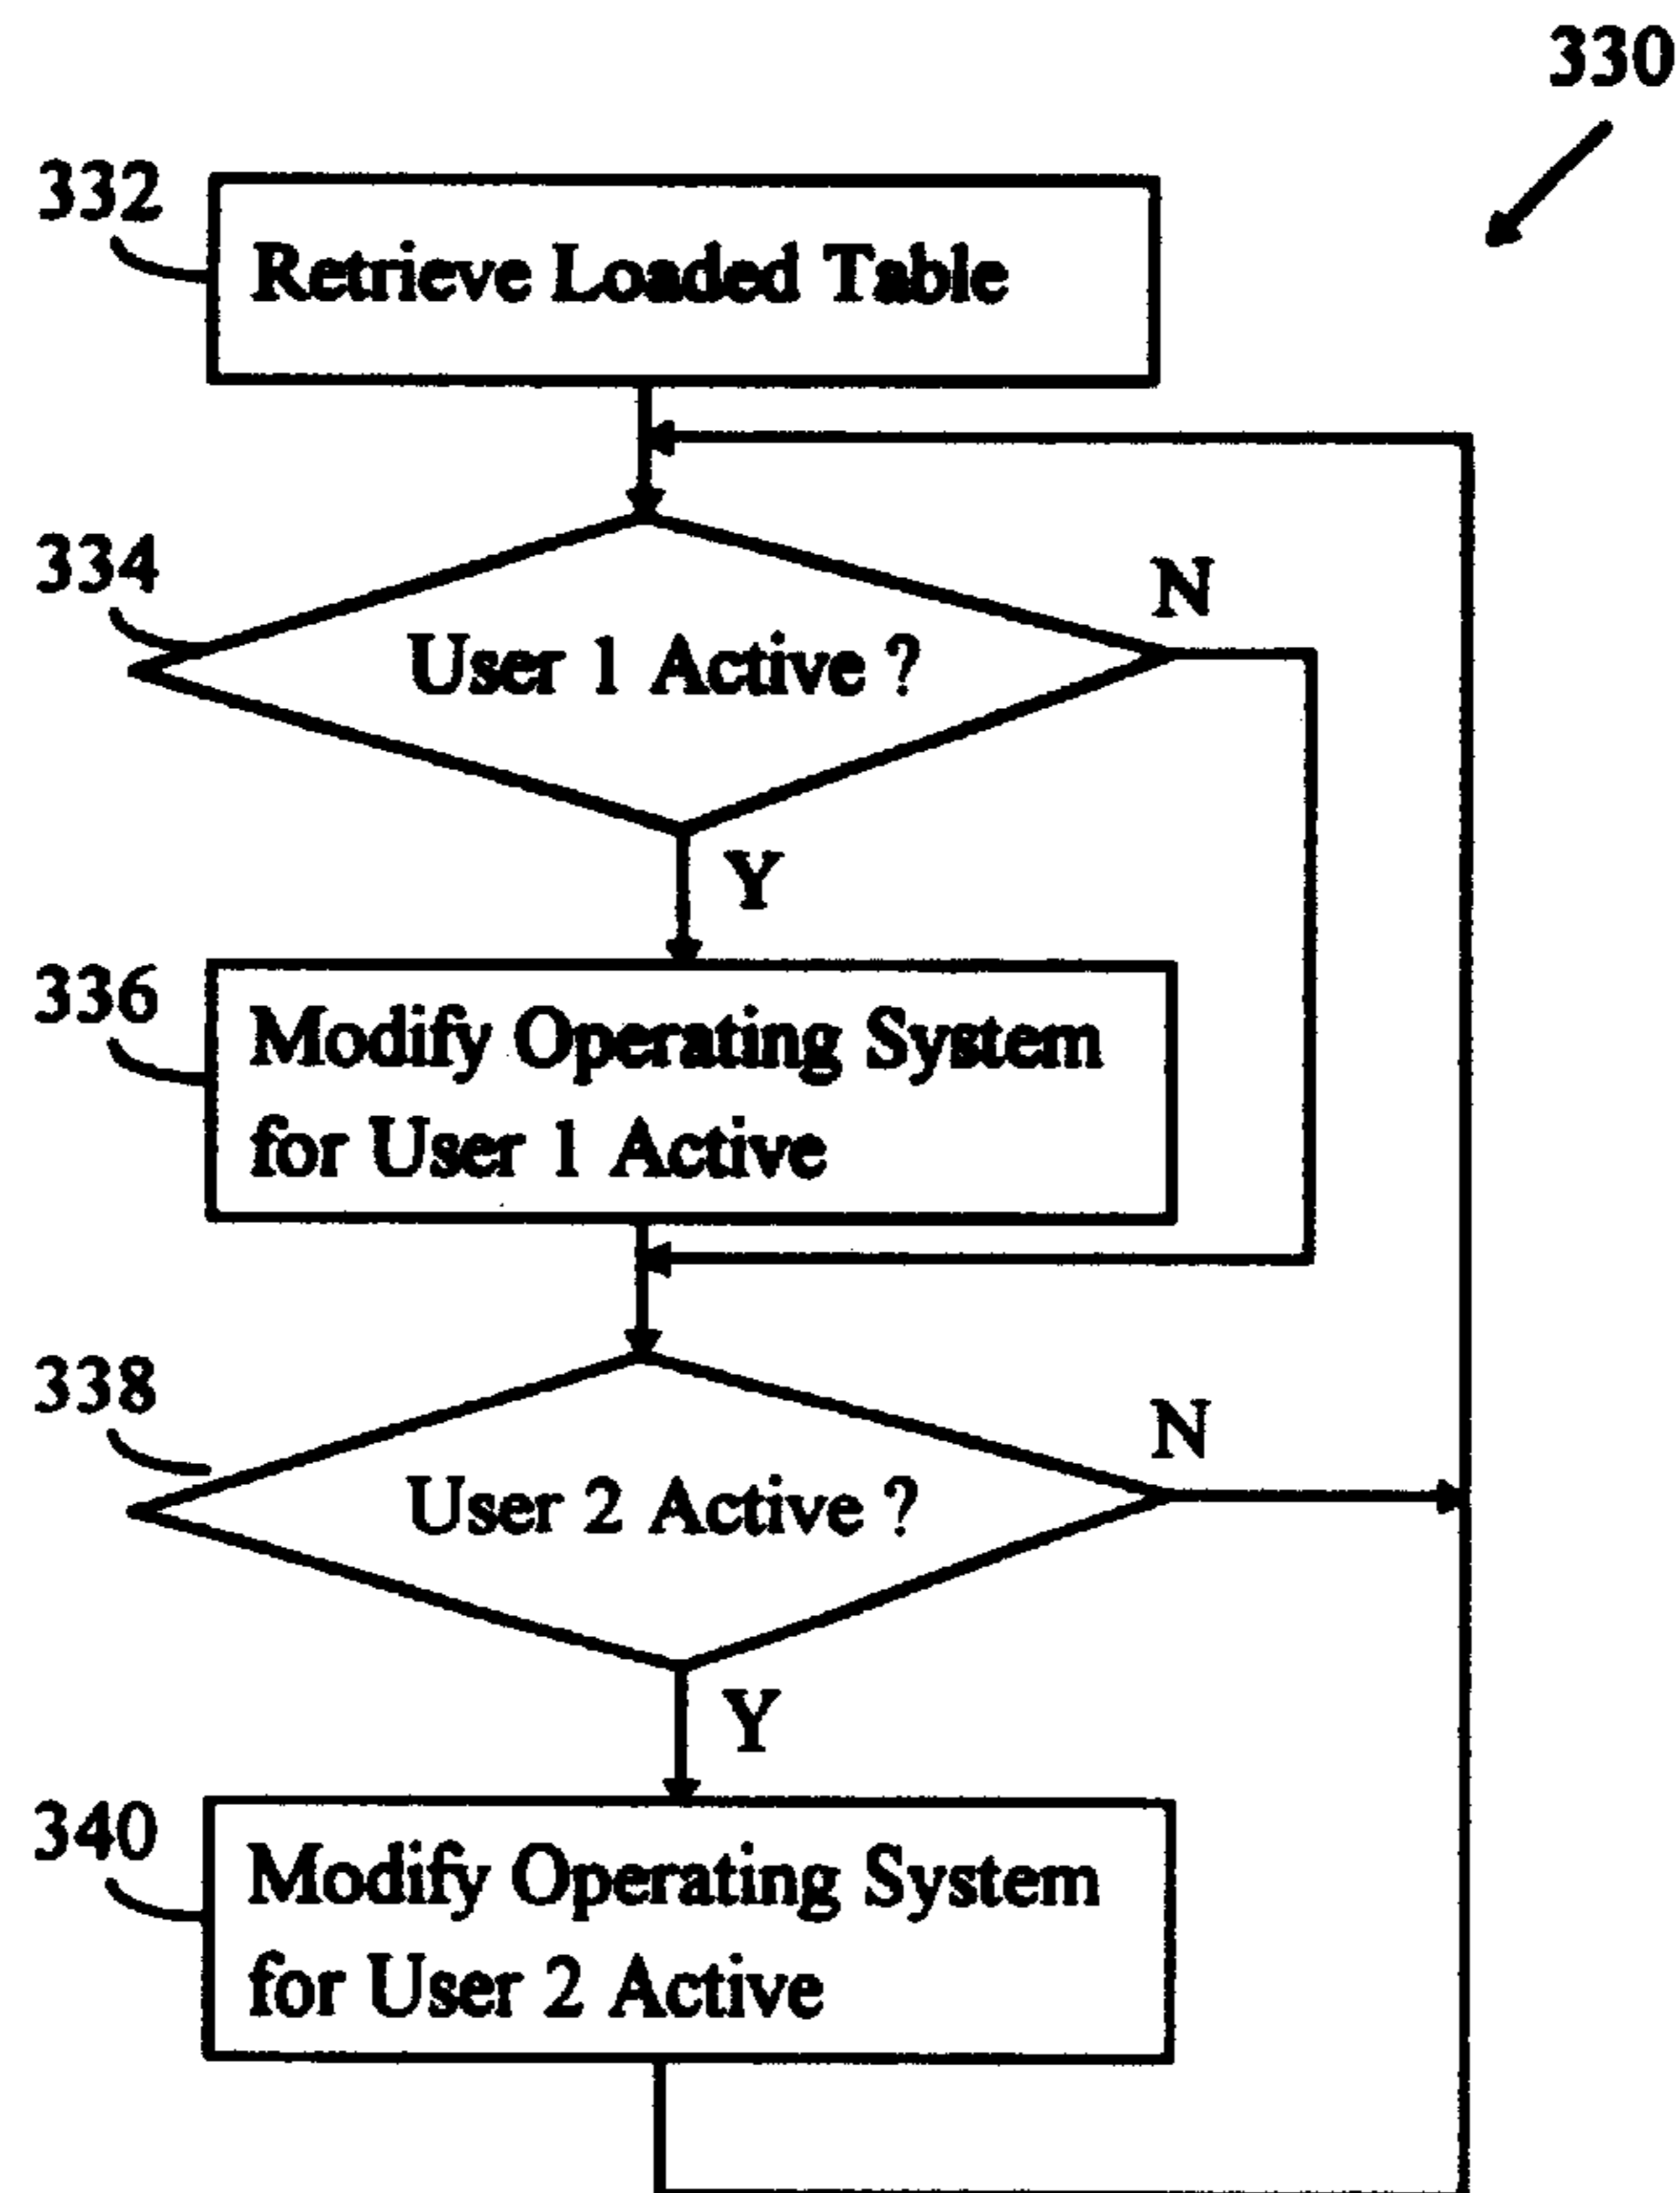 330
332
Retrieve Loaded Table
334
N
User 1 Active ?
Y
336
Modify Operating System
for User 1 Active
338
N
User 2 Active ?
Y
340
Modify Operating System
for User 2 Active